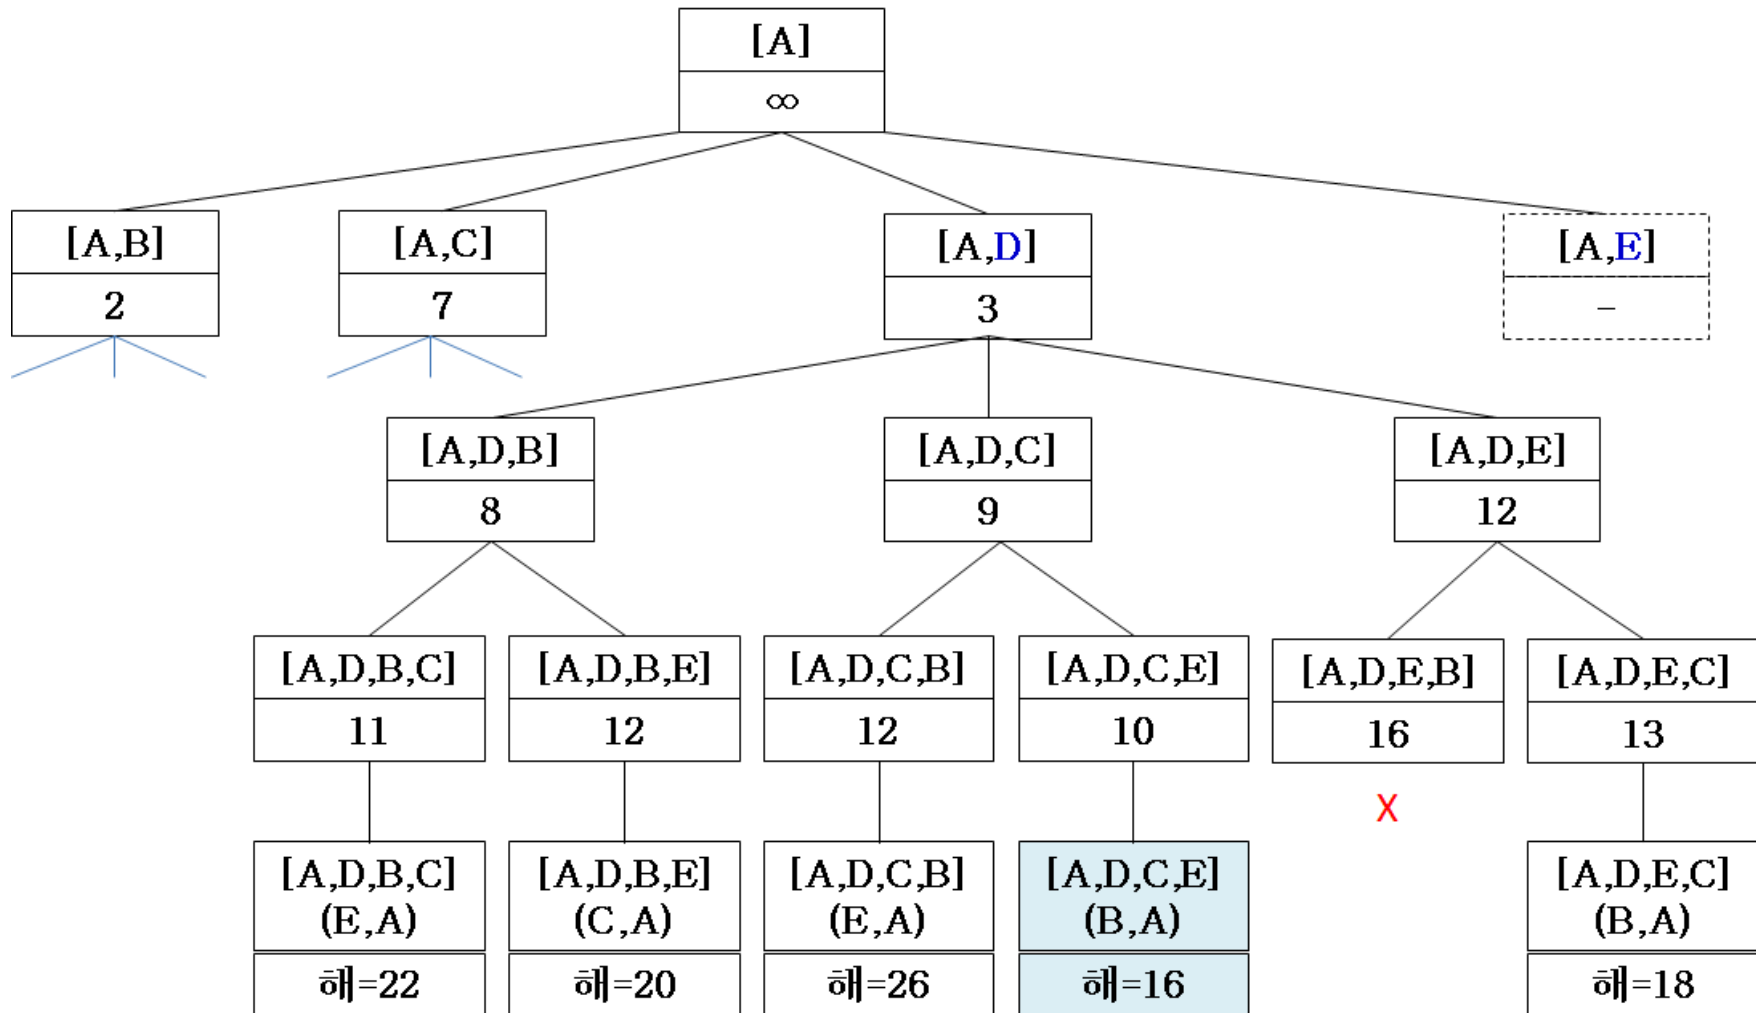 [A]
∞
[A,B]
2
[A,C]
7
[A,D]
3
[A,E]
–
[A,D,B]
8
[A,D,C]
9
[A,D,E]
12
[A,D,B,C]
11
[A,D,B,E]
12
[A,D,C,B]
12
[A,D,C,E]
10
[A,D,E,B]
16
[A,D,E,C]
13
X
[A,D,B,C]
(E,A)
해=22
[A,D,B,E]
(C,A)
해=20
[A,D,C,B]
(E,A)
해=26
[A,D,C,E]
(B,A)
해=16
[A,D,E,C]
(B,A)
해=18